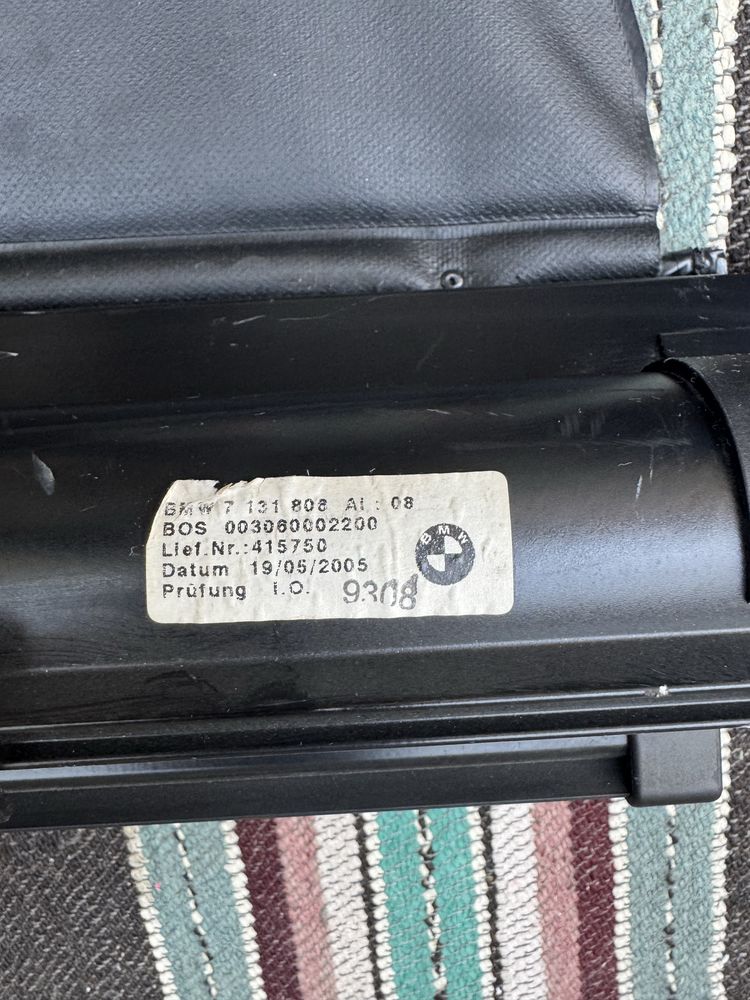 BMW 7 131 808 AI : 08
BOS 003060002200
Lief.Nr.:415750
Datum 19/05/2005
Prüfung I.O. 9308
BMW